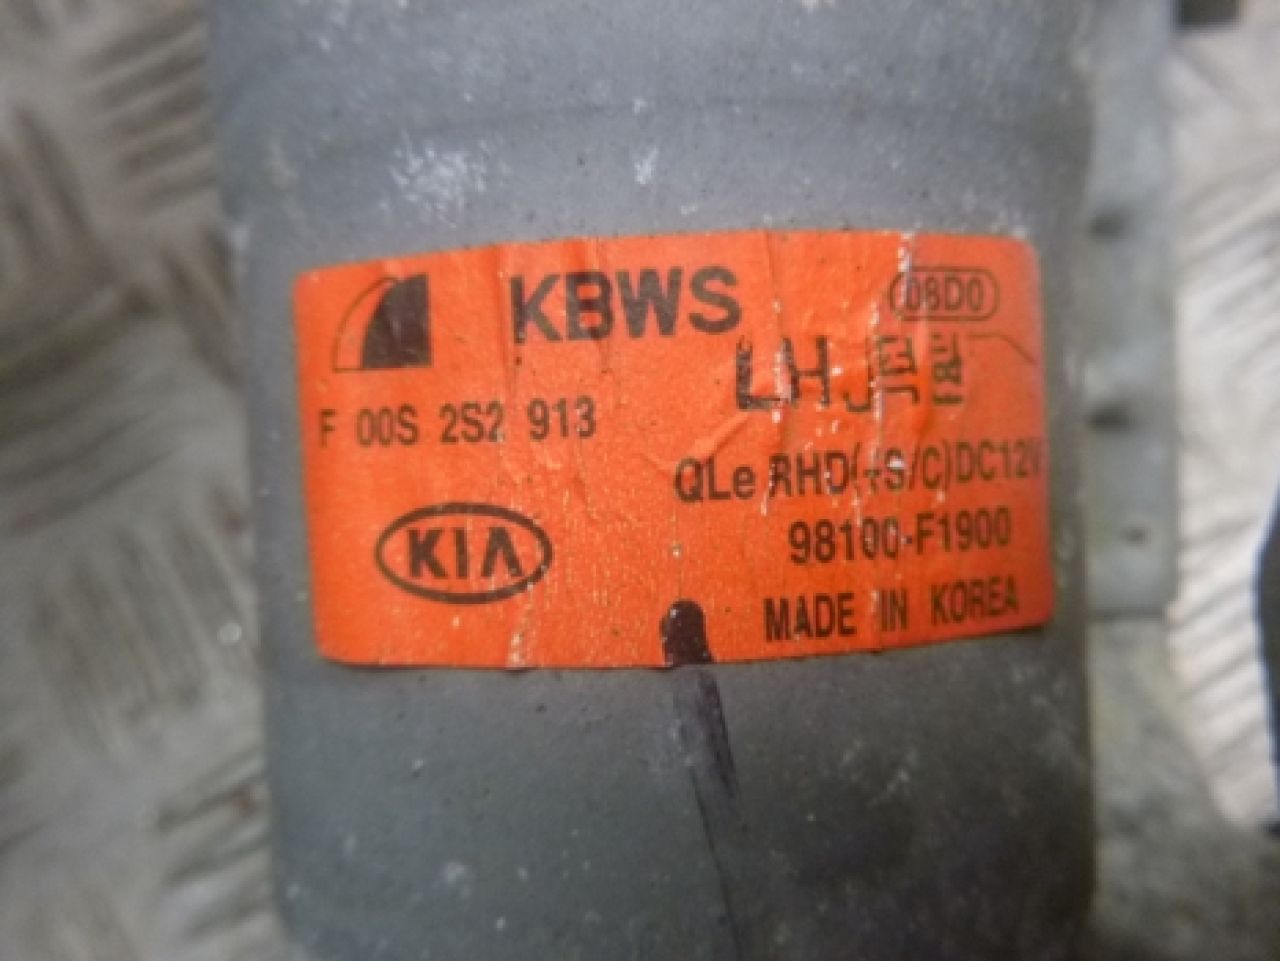 KBWS
08D0
LHJ
F 00S 2S2 913
QLe RHD(+S/C)DC12V
KIA
98100-F1900
MADE IN KOREA